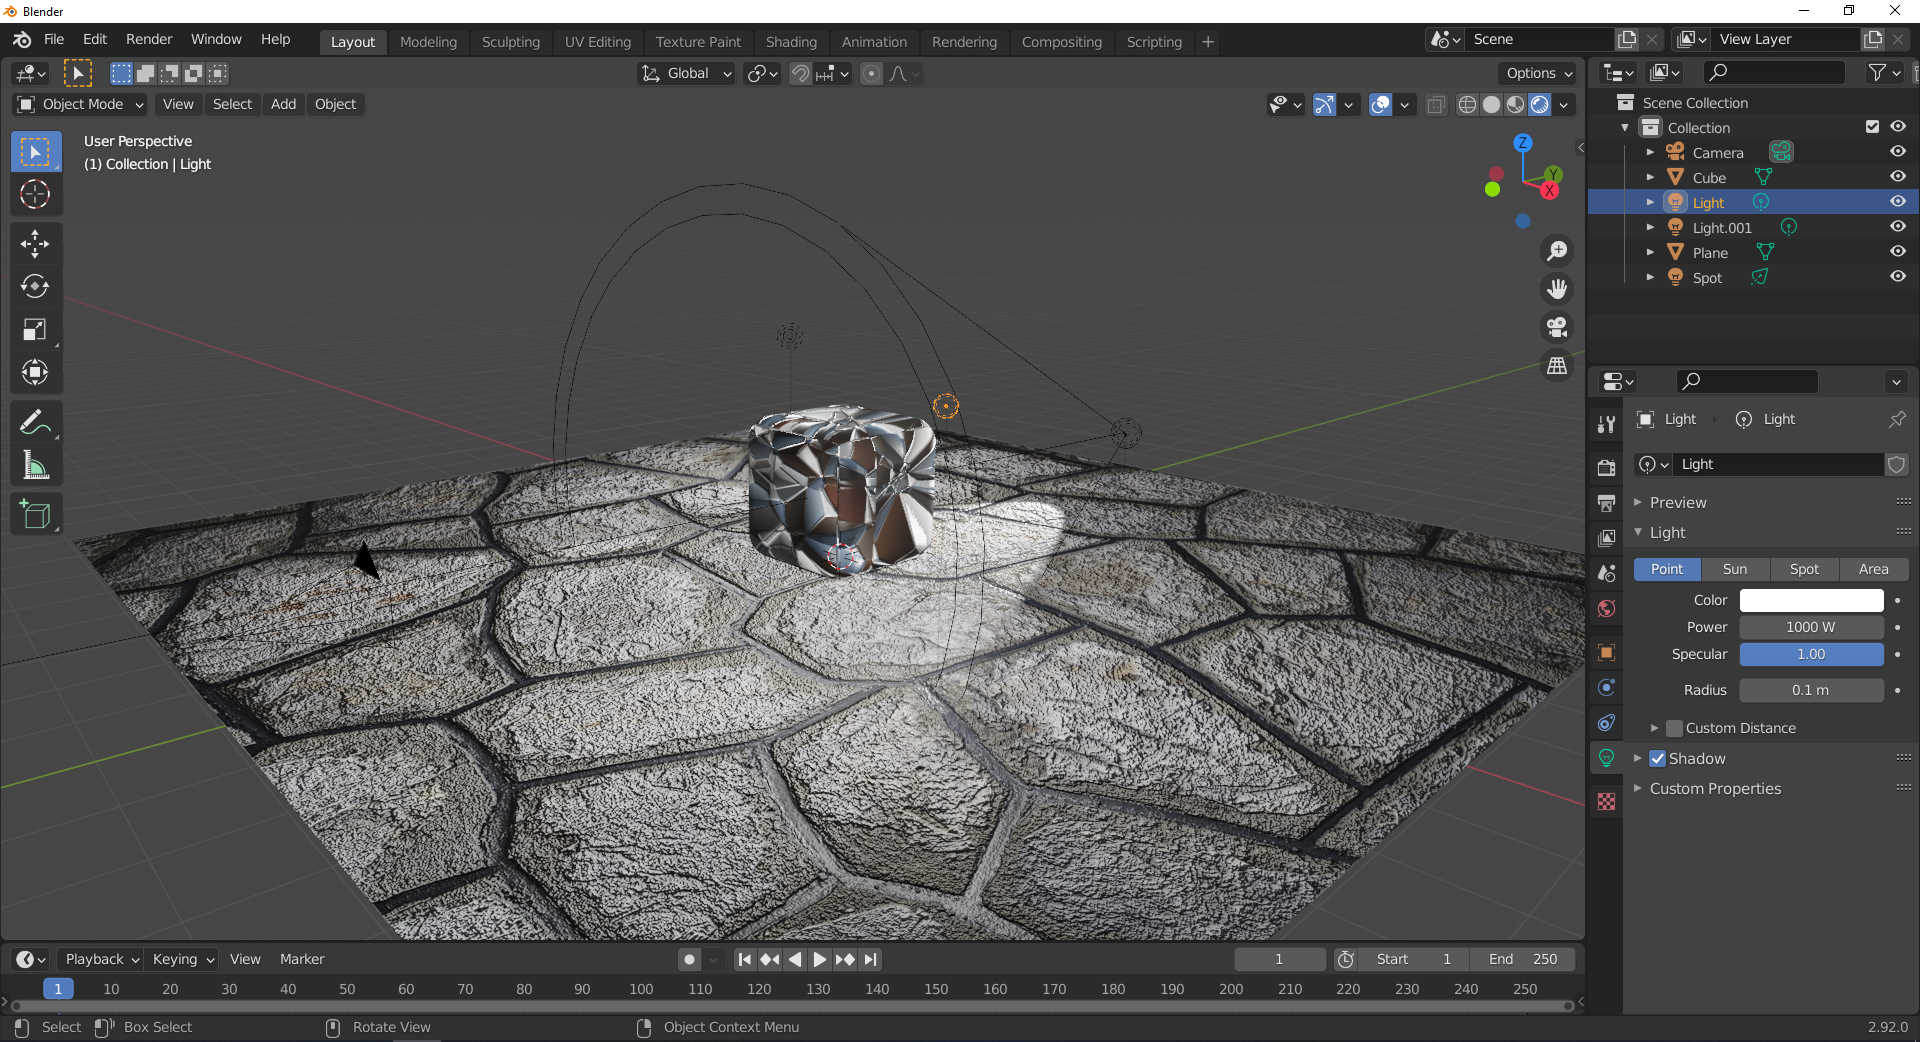 Blender
File Edit Render Window Help Layout Modeling Sculpting UV Editing Texture Paint Shading Animation Rendering Compositing Scripting + Scene View Layer
Global Options
Object Mode View Select Add Object
User Perspective
(1) Collection | Light
Z
Y
X
Scene Collection
Collection
Camera
Cube
Light
Light.001
Plane
Spot
Light Light
Light
Preview
Light
Point Sun Spot Area
Color
Power 1000 W
Specular 1.00
Radius 0.1 m
Custom Distance
Shadow
Custom Properties
Playback Keying View Marker 1 Start 1 End 250
1 10 20 30 40 50 60 70 80 90 100 110 120 130 140 150 160 170 180 190 200 210 220 230 240 250
Select Box Select Rotate View Object Context Menu 2.92.0